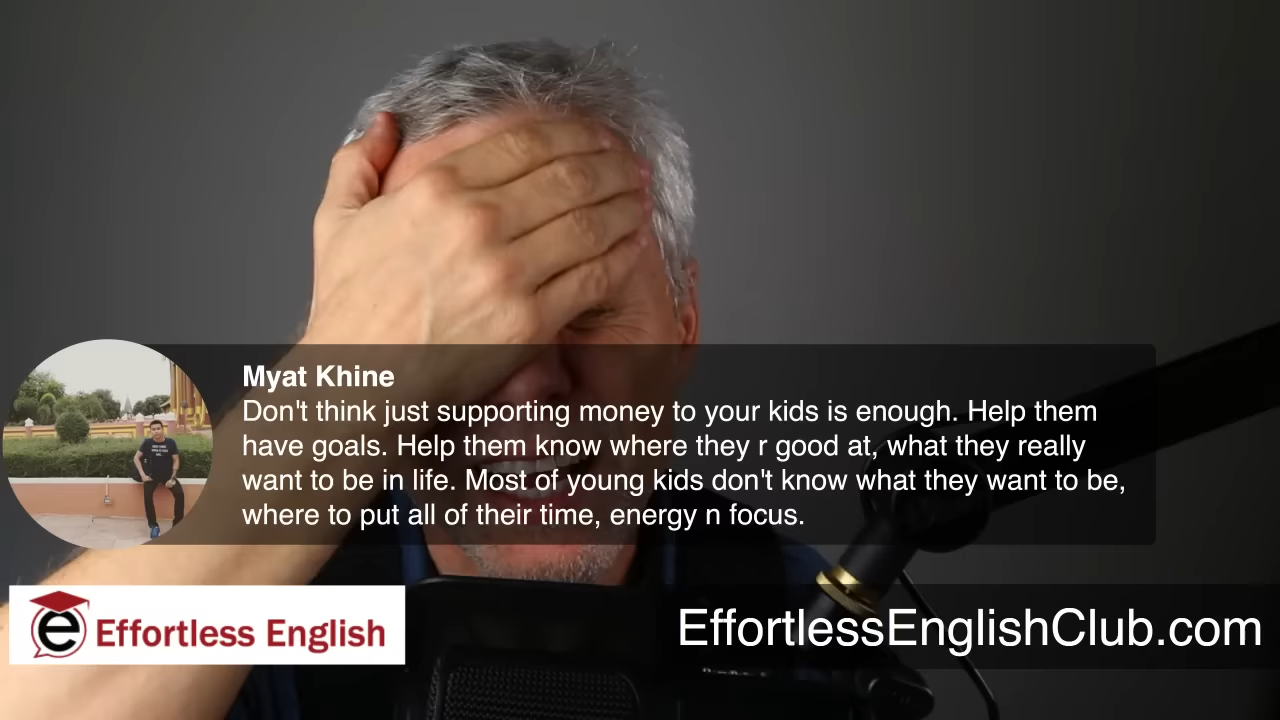 Myat Khine
Don't think just supporting money to your kids is enough. Help them
have goals. Help them know where they r good at, what they really
want to be in life. Most of young kids don't know what they want to be,
where to put all of their time, energy n focus.
e Effortless English
EffortlessEnglishClub.com